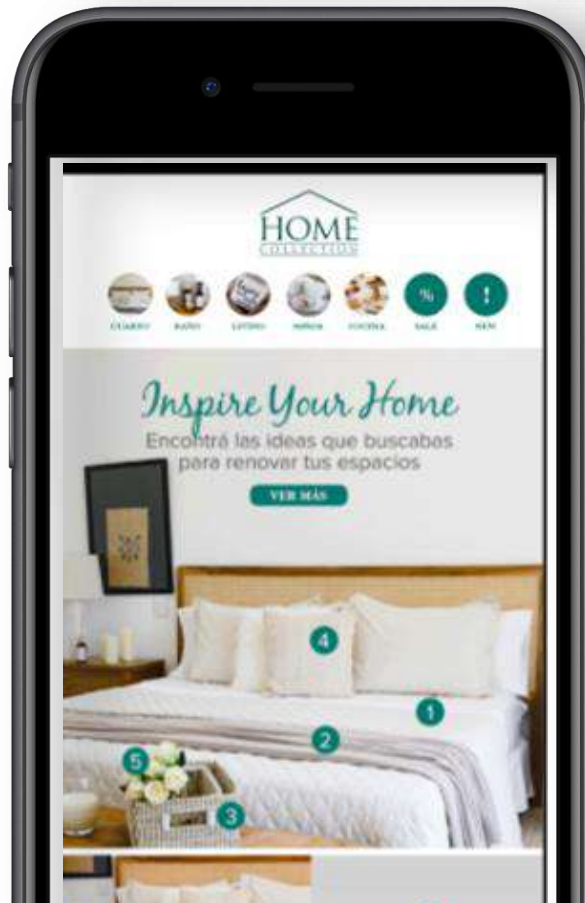 HOME
COLLECTION
CUARTO BAÑO LIVING NIÑOS COCINA SALE NEW
%
!
Inspire Your Home
Encontrá las ideas que buscabas
para renovar tus espacios
VER MÁS
4
1
2
5
3